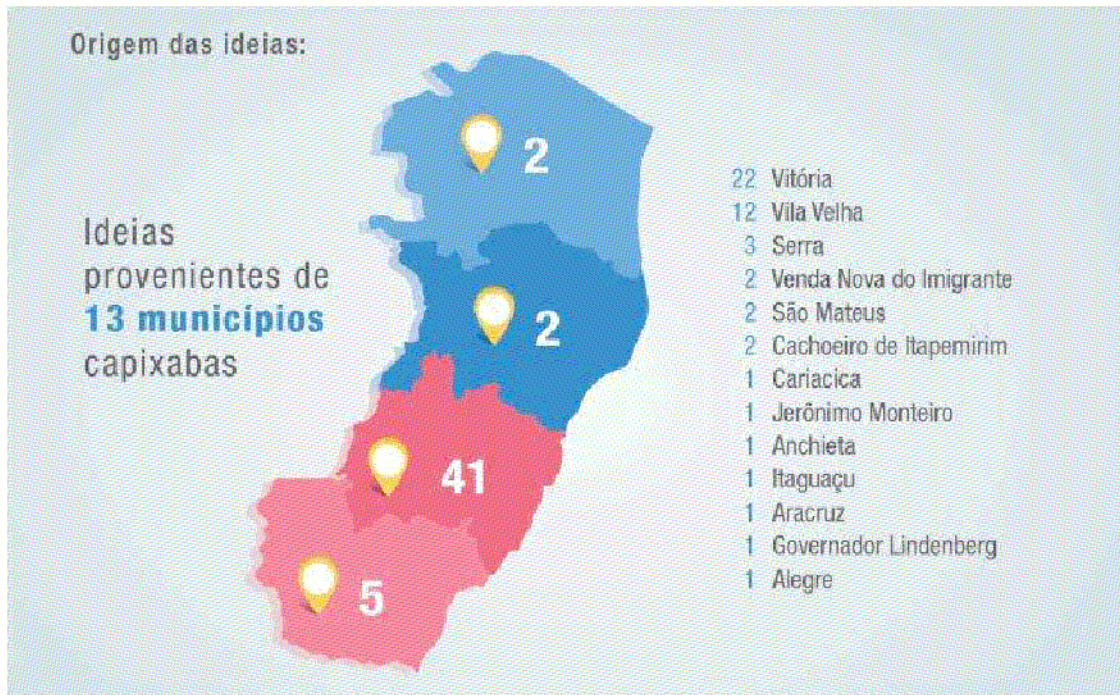 Origem das ideias:
Ideias
provenientes de
13 municípios
capixabas
2
2
41
5
22 Vitória
12 Vila Velha
3 Serra
2 Venda Nova do Imigrante
2 São Mateus
2 Cachoeiro de Itapemirim
1 Cariacica
1 Jerônimo Monteiro
1 Anchieta
1 Itaguaçu
1 Aracruz
1 Governador Lindenberg
1 Alegre